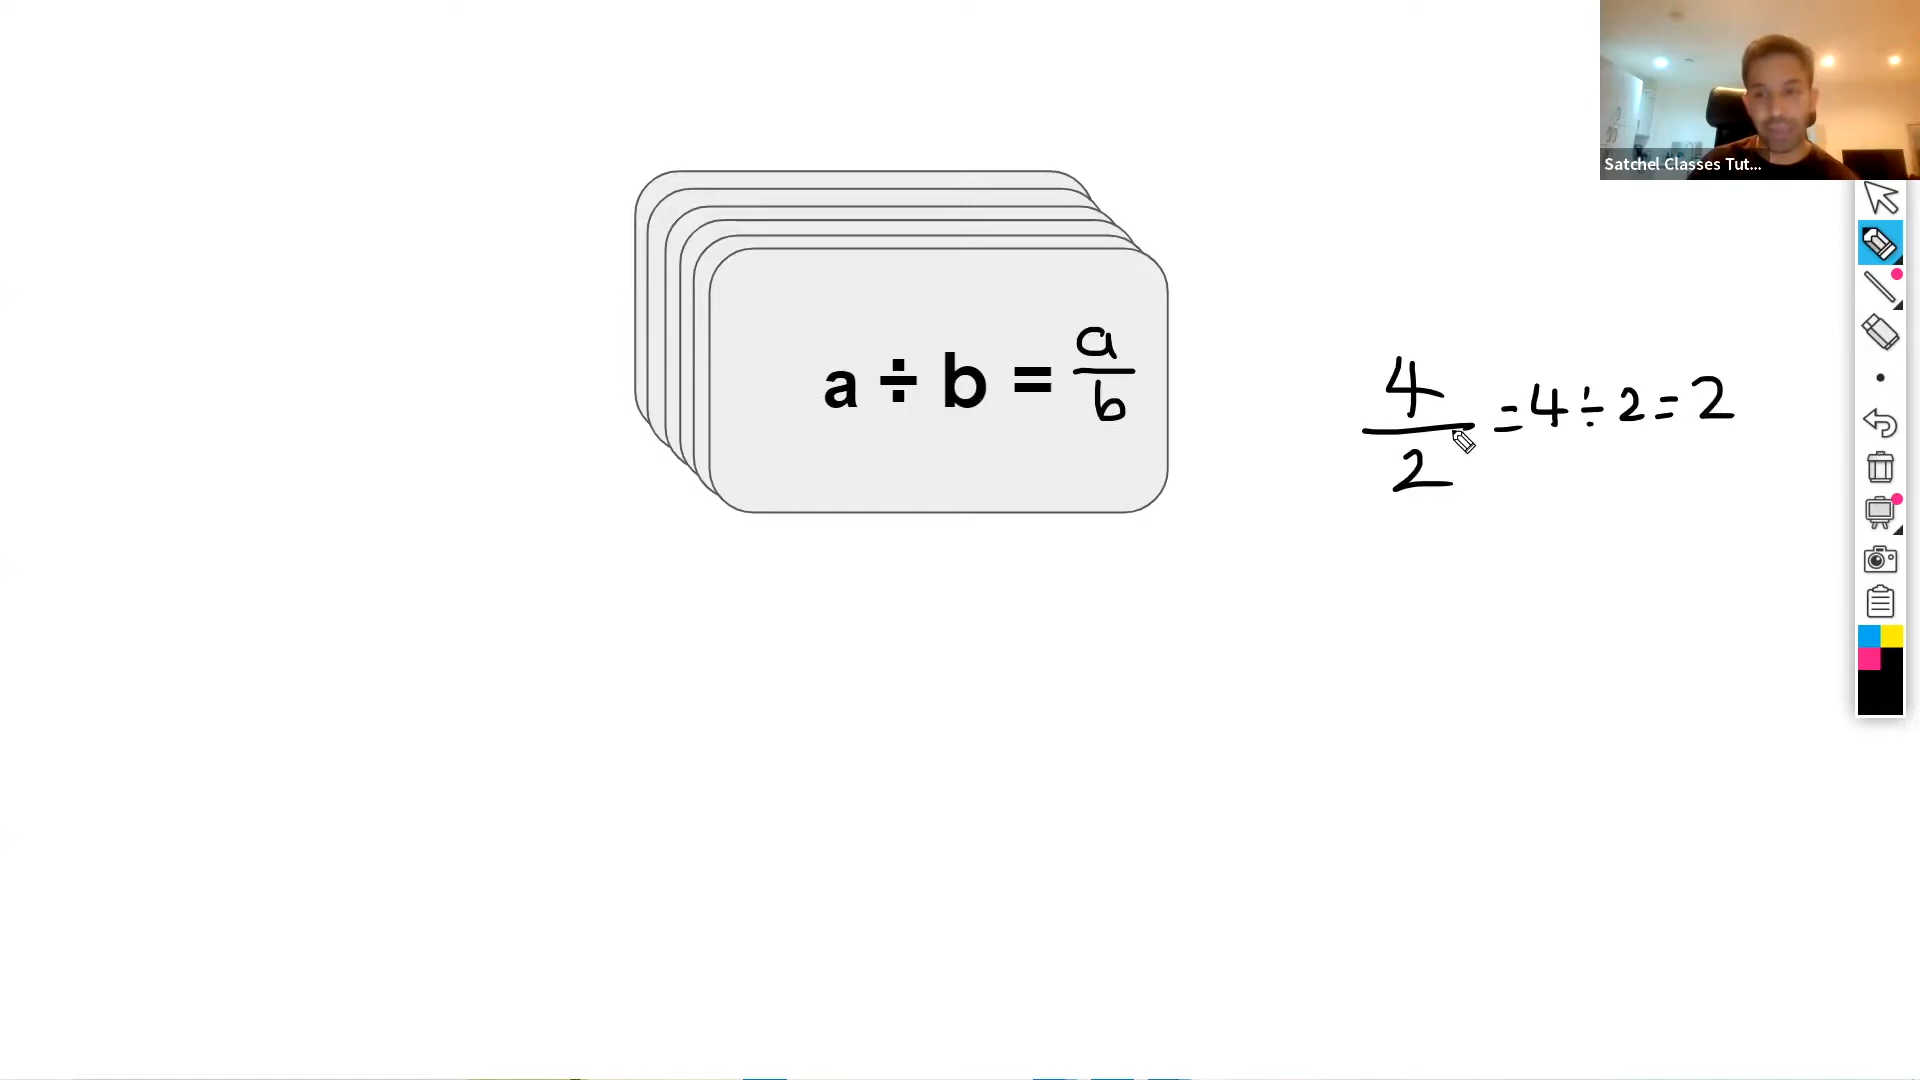 Satchel Classes Tut...
a ÷ b = a/b
4/2 = 4 ÷ 2 = 2